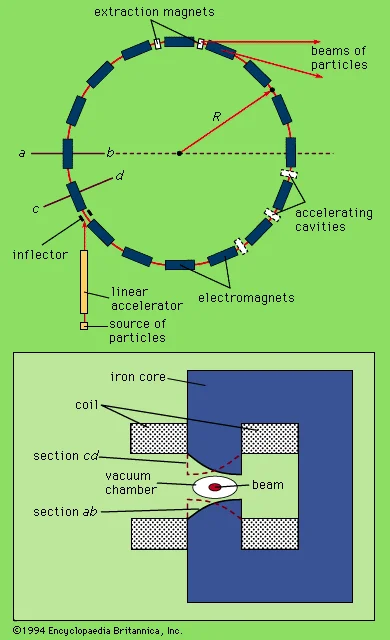 extraction magnets
beams of
particles
R
a
b
d
c
accelerating
cavities
inflector
electromagnets
linear
accelerator
source of
particles
iron core
coil
section cd
vacuum
chamber
beam
section ab
©1994 Encyclopaedia Britannica, Inc.